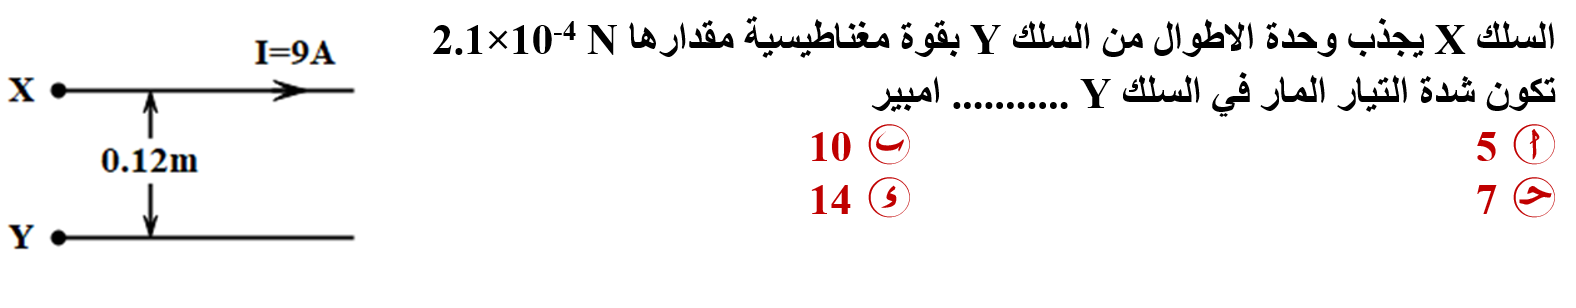 السلك X يجذب وحدة الاطوال من السلك Y بقوة مغناطيسية مقدارها 2.1×10⁻⁴ N
تكون شدة التيار المار في السلك Y ........... امبير
أ 5
ب 10
ج 7
د 14
I=9A
X
0.12m
Y